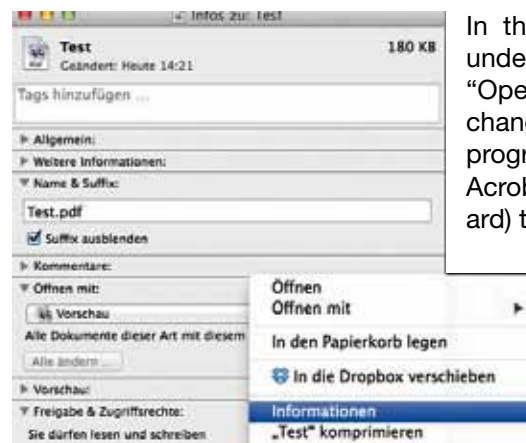 Infos zu: Test
Test 180 KB
Geändert: Heute 14:21
Tags hinzufügen ...
Allgemein:
Weitere Informationen:
Name & Suffix:
Test.pdf
Suffix ausblenden
Kommentare:
Öffnen mit:
Vorschau
Alle Dokumente dieser Art mit diesem
Alle ändern ...
Vorschau:
Freigabe & Zugriffsrechte:
Sie dürfen lesen und schreiben
Öffnen
Öffnen mit
In den Papierkorb legen
In die Dropbox verschieben
Informationen
„Test“ komprimieren
In th
unde
“Ope
chang
progr
Acrob
ard) t